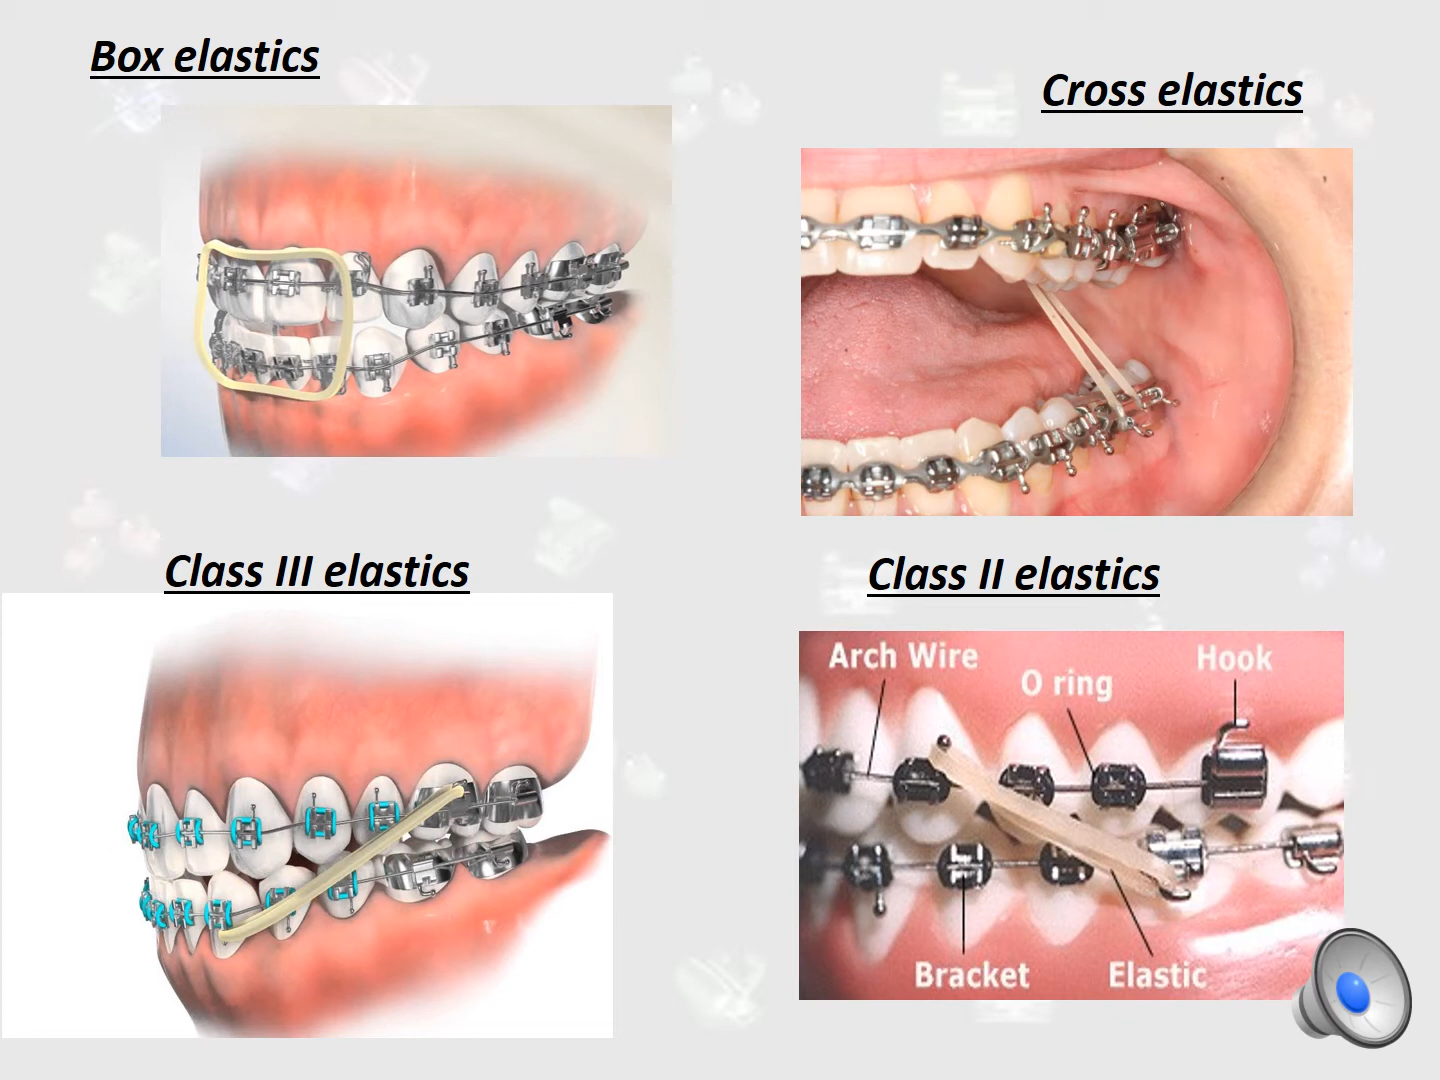 Box elastics
Cross elastics
Class III elastics
Class II elastics
Arch Wire
O ring
Hook
Bracket
Elastic